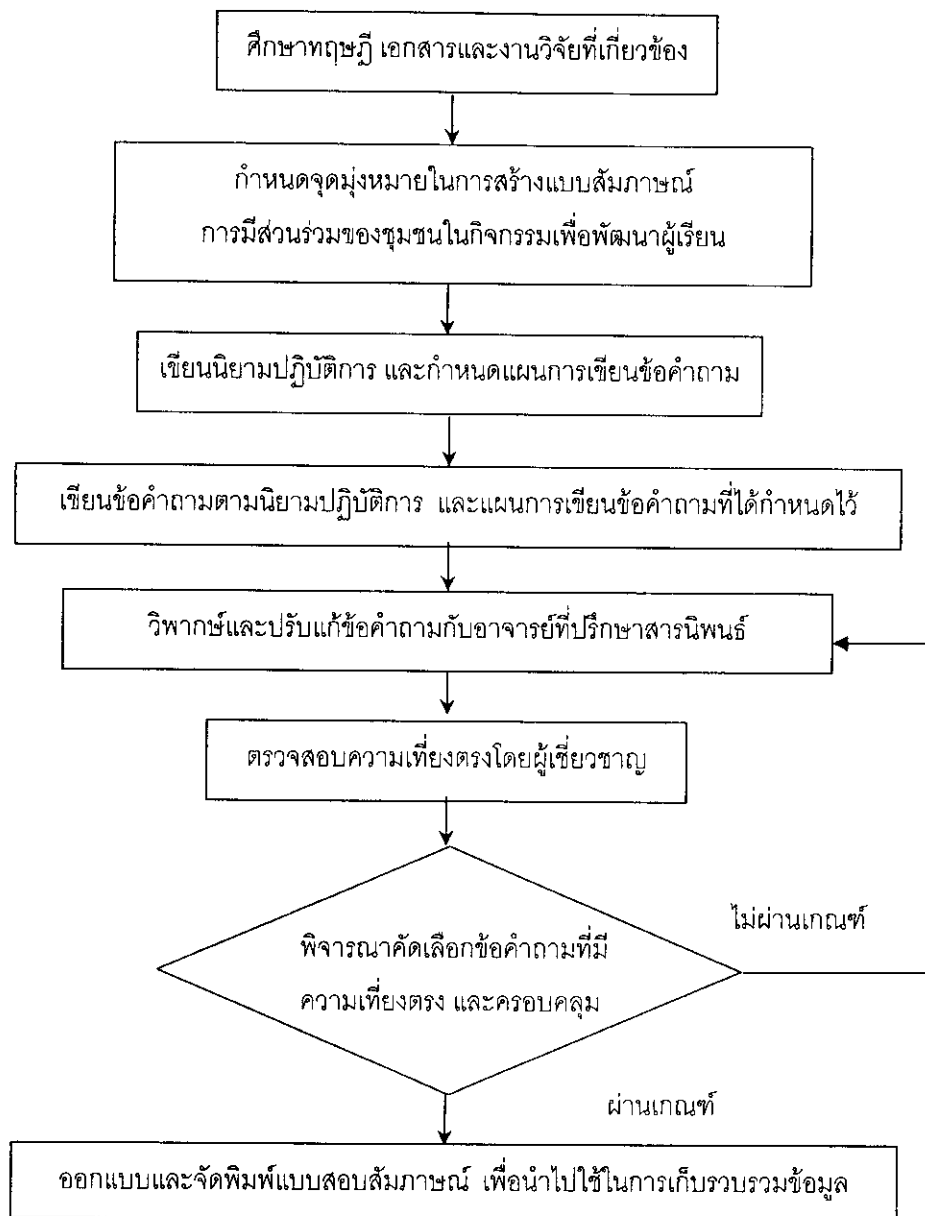 ศึกษาทฤษฎี เอกสารและงานวิจัยที่เกี่ยวข้อง
กำหนดจุดมุ่งหมายในการสร้างแบบสัมภาษณ์
การมีส่วนร่วมของชุมชนในกิจกรรมเพื่อพัฒนาผู้เรียน
เขียนนิยามปฏิบัติการ และกำหนดแผนการเขียนข้อคำถาม
เขียนข้อคำถามตามนิยามปฏิบัติการ และแผนการเขียนข้อคำถามที่ได้กำหนดไว้
วิพากษ์และปรับแก้ข้อคำถามกับอาจารย์ที่ปรึกษาสารนิพนธ์
ตรวจสอบความเที่ยงตรงโดยผู้เชี่ยวชาญ
ไม่ผ่านเกณฑ์
พิจารณาคัดเลือกข้อคำถามที่มี
ความเที่ยงตรง และครอบคลุม
ผ่านเกณฑ์
ออกแบบและจัดพิมพ์แบบสอบสัมภาษณ์ เพื่อนำไปใช้ในการเก็บรวบรวมข้อมูล